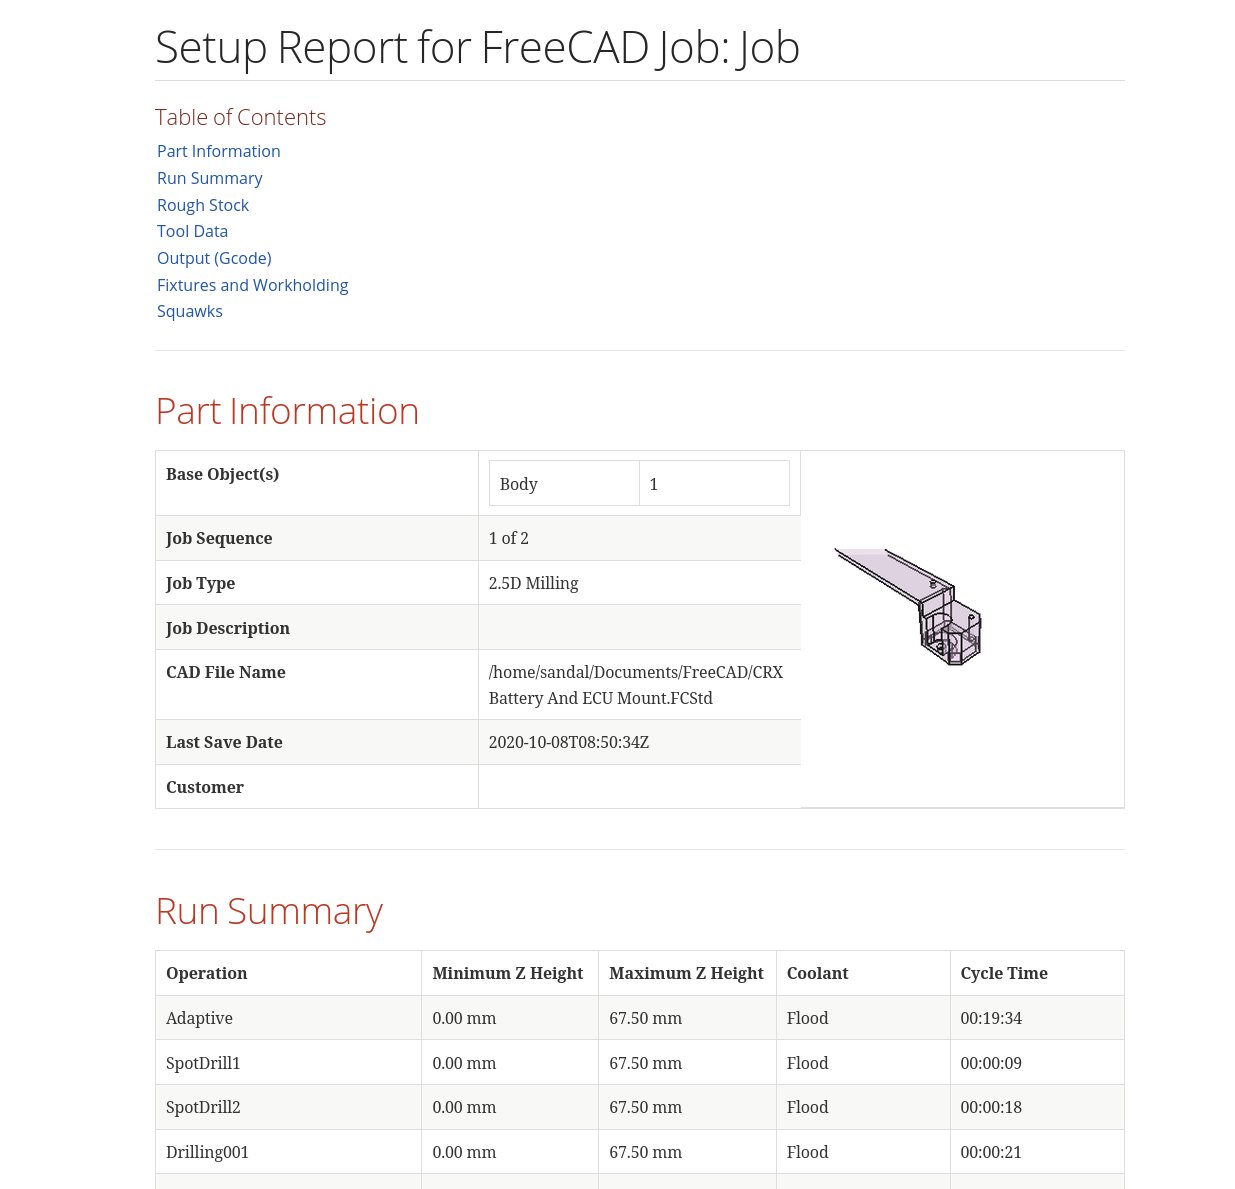 Setup Report for FreeCAD Job: Job
Table of Contents
Part Information
Run Summary
Rough Stock
Tool Data
Output (Gcode)
Fixtures and Workholding
Squawks
Part Information
Base Object(s) Body 1
Job Sequence 1 of 2
Job Type 2.5D Milling
Job Description
CAD File Name /home/sandal/Documents/FreeCAD/CRX
Battery And ECU Mount.FCStd
Last Save Date 2020-10-08T08:50:34Z
Customer
Run Summary
Operation Minimum Z Height Maximum Z Height Coolant Cycle Time
Adaptive 0.00 mm 67.50 mm Flood 00:19:34
SpotDrill1 0.00 mm 67.50 mm Flood 00:00:09
SpotDrill2 0.00 mm 67.50 mm Flood 00:00:18
Drilling001 0.00 mm 67.50 mm Flood 00:00:21